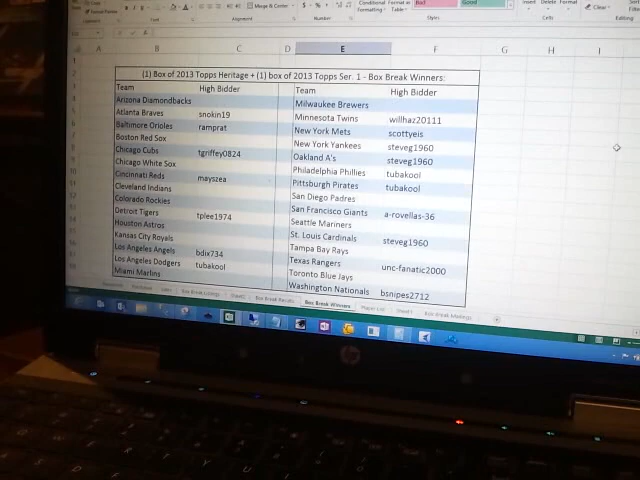 (1) Box of 2013 Topps Heritage + (1) box of 2013 Topps Ser. 1 - Box Break Winners:
Team High Bidder Team High Bidder
Arizona Diamondbacks Milwaukee Brewers
Atlanta Braves snokin19 Minnesota Twins willhaz20111
Baltimore Orioles ramprat New York Mets scottyeis
Boston Red Sox New York Yankees steveg1960
Chicago Cubs tgriffey0824 Oakland A's steveg1960
Chicago White Sox Philadelphia Phillies tubakool
Cincinnati Reds mayszea Pittsburgh Pirates tubakool
Cleveland Indians San Diego Padres
Colorado Rockies San Francisco Giants a-rovellas-36
Detroit Tigers tplee1974 Seattle Mariners
Houston Astros St. Louis Cardinals steveg1960
Kansas City Royals Tampa Bay Rays
Los Angeles Angels bdix734 Texas Rangers unc-fanatic2000
Los Angeles Dodgers tubakool Toronto Blue Jays
Miami Marlins Washington Nationals bsnipes2712
Box Break Winners